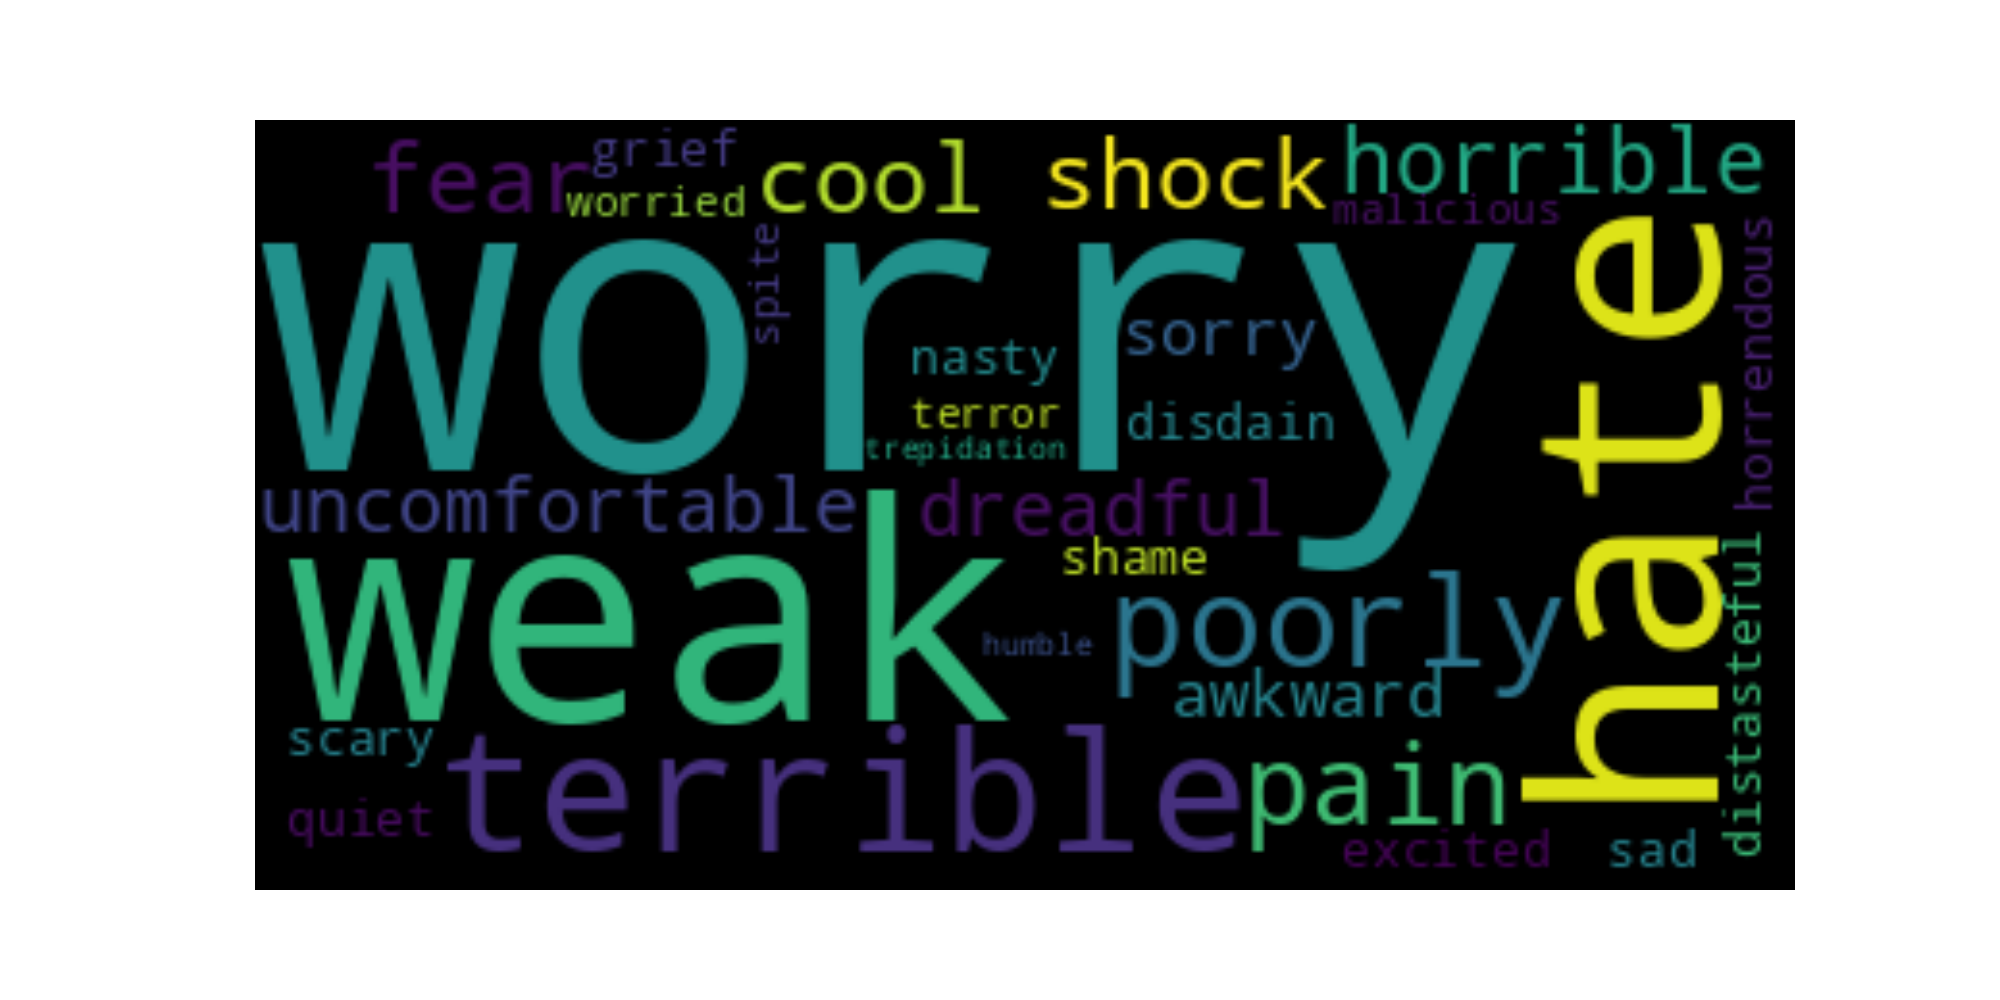 fear
grief
worried
cool
shock
horrible
malicious
worry
spite
nasty
sorry
terror
disdain
trepidation
hate
horrendous
uncomfortable
dreadful
shame
weak
humble
poorly
awkward
distasteful
scary
terrible
pain
quiet
excited
sad